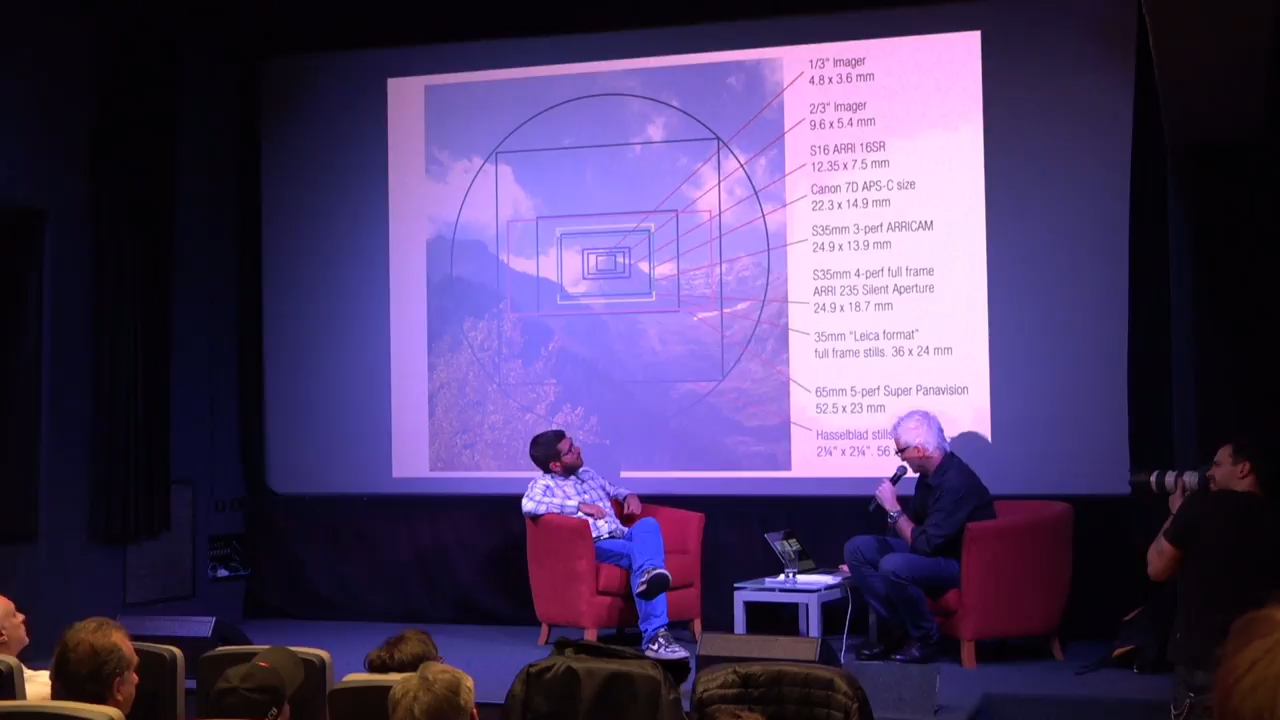 1/3" Imager
4.8 x 3.6 mm
2/3" Imager
9.6 x 5.4 mm
S16 ARRI 16SR
12.35 x 7.5 mm
Canon 7D APS-C size
22.3 x 14.9 mm
S35mm 3-perf ARRICAM
24.9 x 13.9 mm
S35mm 4-perf full frame
ARRI 235 Silent Aperture
24.9 x 18.7 mm
35mm “Leica format”
full frame stills. 36 x 24 mm
65mm 5-perf Super Panavision
52.5 x 23 mm
Hasselblad stills
2¼" x 2¼". 56